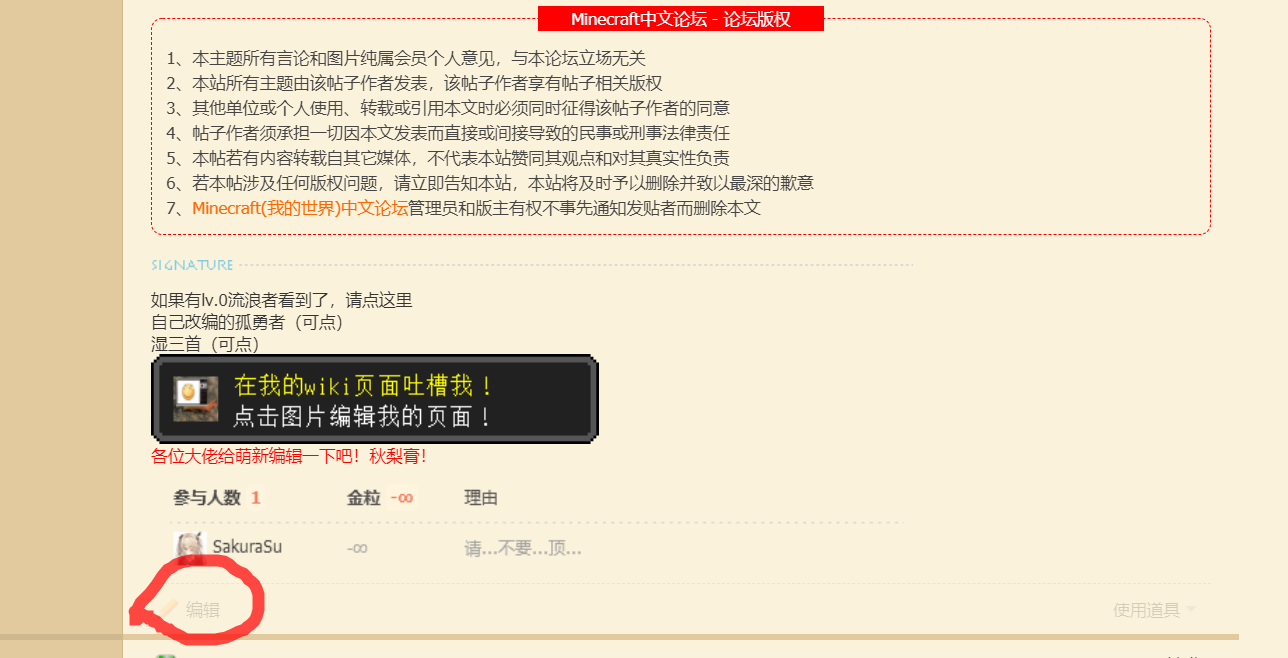 Minecraft中文论坛 - 论坛版权
1、本主题所有言论和图片纯属会员个人意见，与本论坛立场无关
2、本站所有主题由该帖子作者发表，该帖子作者享有帖子相关版权
3、其他单位或个人使用、转载或引用本文时必须同时征得该帖子作者的同意
4、帖子作者须承担一切因本文发表而直接或间接导致的民事或刑事法律责任
5、本帖若有内容转载自其它媒体，不代表本站赞同其观点和对其真实性负责
6、若本帖涉及任何版权问题，请立即告知本站，本站将及时予以删除并致以最深的歉意
7、Minecraft(我的世界)中文论坛管理员和版主有权不事先通知发贴者而删除本文
SIGNATURE
如果有lv.0流浪者看到了，请点这里
自己改编的孤勇者（可点）
湿三首（可点）
在我的wiki页面吐槽我！
点击图片编辑我的页面！
各位大佬给萌新编辑一下吧！秋梨膏！
参与人数 1 金粒 -∞ 理由
SakuraSu -∞ 请...不要...顶...
编辑 使用道具